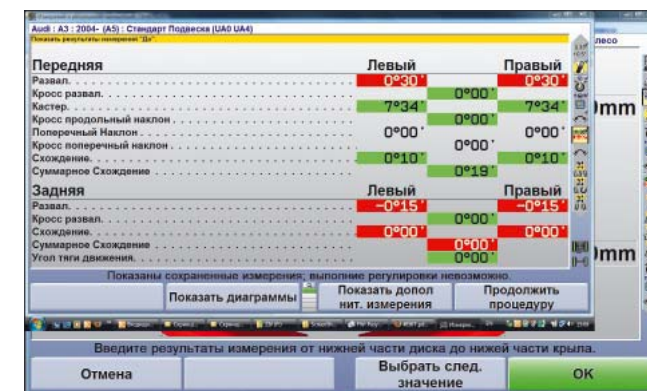 Audi : A3 : 2004- (A5) : Стандарт Подвеска (UA0 UA4)
Показать результаты измерения "Да".
лесо
Передняя Левый Правый
Развал 0°30' 0°30'
Кросс развал 0°00'
Кастер 7°34' 7°34'
Кросс продольный наклон 0°00'
Поперечный Наклон 0°00' 0°00'
Кросс поперечный наклон 0°00'
Схождение 0°10' 0°10'
Суммарное Схождение 0°19'
Задняя Левый Правый
Развал -0°15' -0°15'
Кросс развал 0°00'
Схождение 0°00' 0°00'
Суммарное Схождение 0°00'
Угол тяги движения 0°00'
mm
mm
Показаны сохраненные измерения; выполние регулировки невозможно.
Показать диаграммы
Показать допол
нит. измерения
Продолжить
процедуру
Введите результаты измерения от нижней части диска до нижей части крыла.
Отмена
Выбрать след.
значение
OK